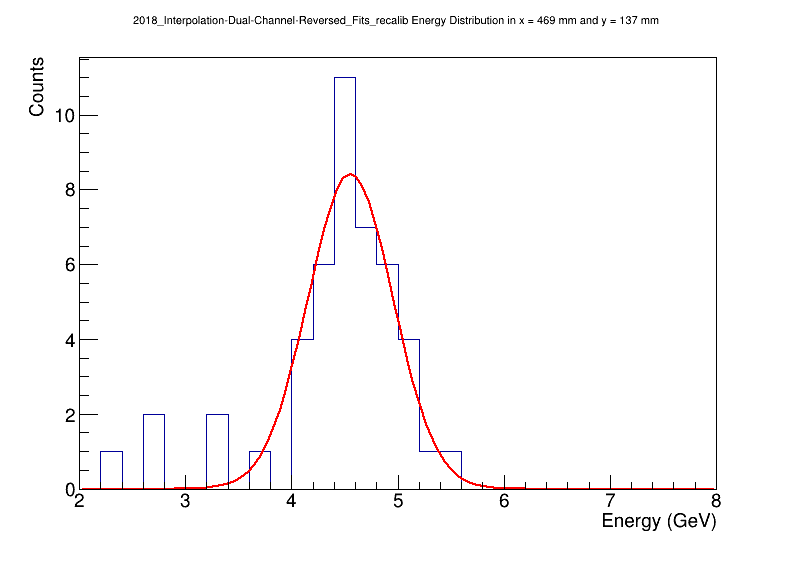 2018_Interpolation-Dual-Channel-Reversed_Fits_recalib Energy Distribution in x = 469 mm and y = 137 mm
Counts
10
8
6
4
2
0
2 3 4 5 6 7 8
Energy (GeV)